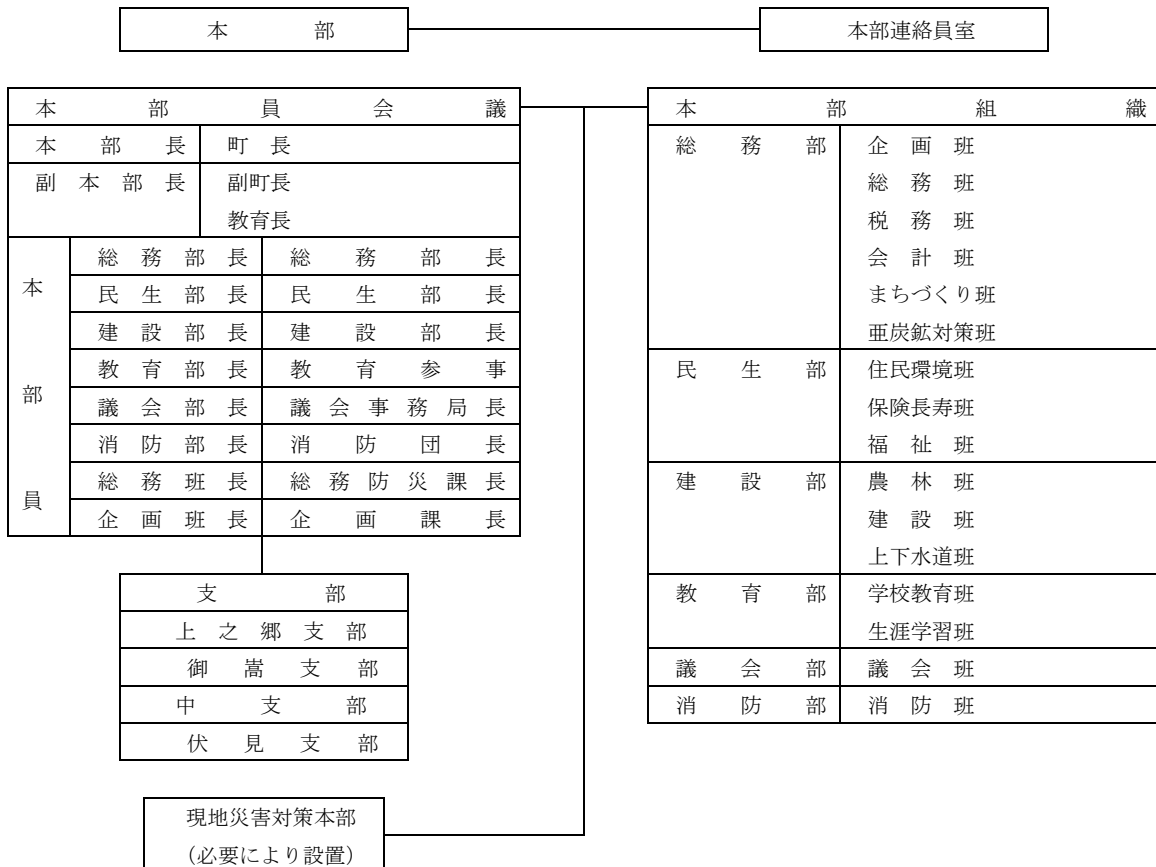 本部
本部連絡員室
本部員会議
本部長 町長
副本部長 副町長
教育長
本部員
総務部長 総務部長
民生部長 民生部長
建設部長 建設部長
教育部長 教育参事
議会部長 議会事務局長
消防部長 消防団長
総務班長 総務防災課長
企画班長 企画課長
支部
上之郷支部
御嵩支部
中支部
伏見支部
現地災害対策本部
(必要により設置)
本部組織
総務部 企画班
総務班
税務班
会計班
まちづくり班
亜炭鉱対策班
民生部 住民環境班
保険長寿班
福祉班
建設部 農林班
建設班
上下水道班
教育部 学校教育班
生涯学習班
議会部 議会班
消防部 消防班